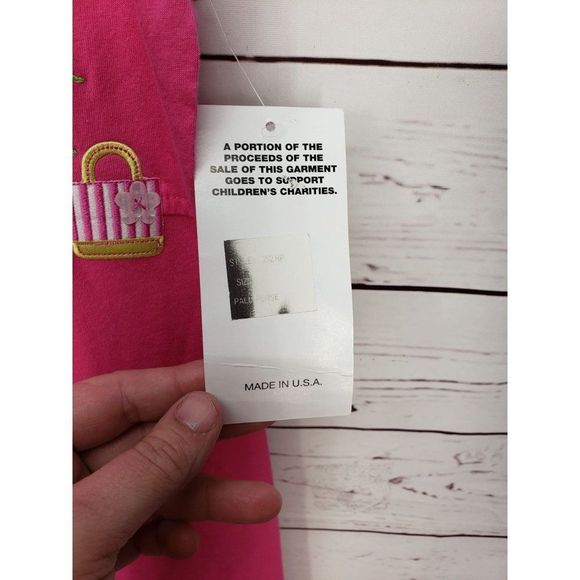 A PORTION OF THE
PROCEEDS OF THE
SALE OF THIS GARMENT
GOES TO SUPPORT
CHILDREN'S CHARITIES.
MADE IN U.S.A.